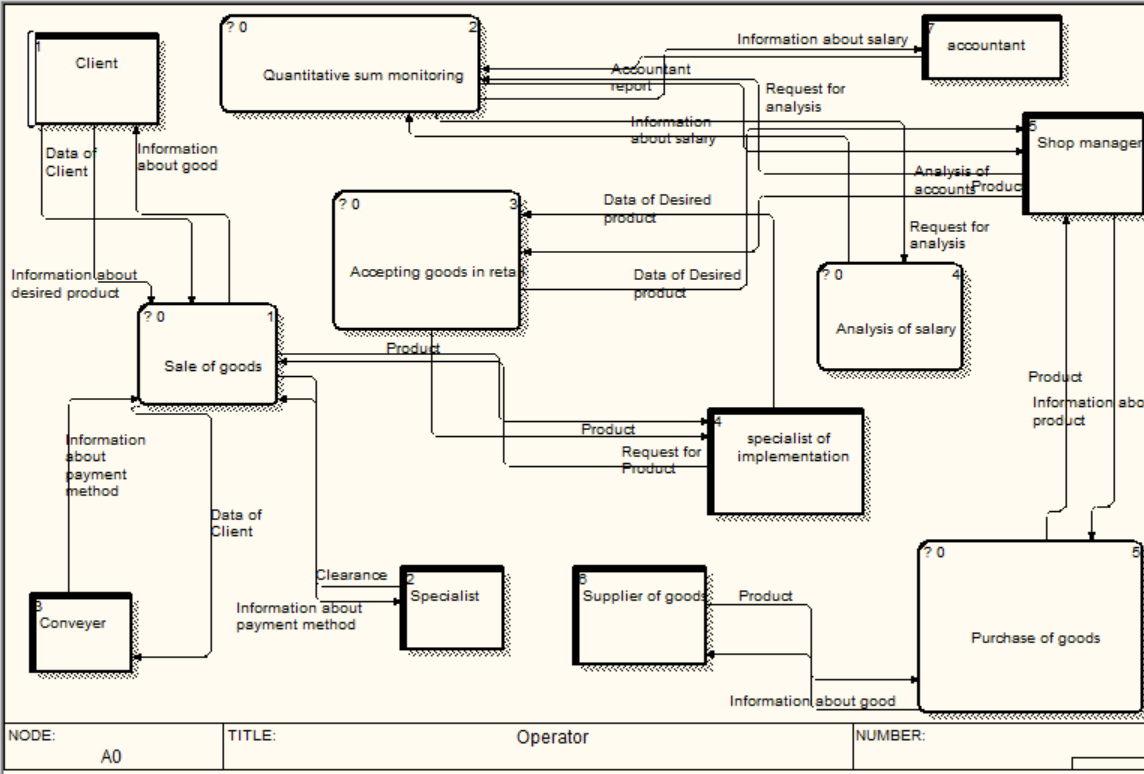 1
Client
? 0
2
Quantitative sum monitoring
Information about salary
7
accountant
Accountant
report
Request for
analysis
Information
about salary
5
Shop manager
Data of
Client
Information
about good
Analysis of
accounts
Produc
? 0
3
Accepting goods in reta
Data of Desired
product
Request for
analysis
Data of Desired
product
? 0
4
Analysis of salary
Information about
desired product
? 0
1
Sale of goods
Product
Product
Information abo
product
4
specialist of
implementation
Product
Request for
Product
Information
about
payment
method
Data of
Client
? 0
5
Purchase of goods
Clearance
2
Specialist
Information about
payment method
6
Supplier of goods
Product
3
Conveyer
Information about good
NODE:
A0
TITLE:
Operator
NUMBER: